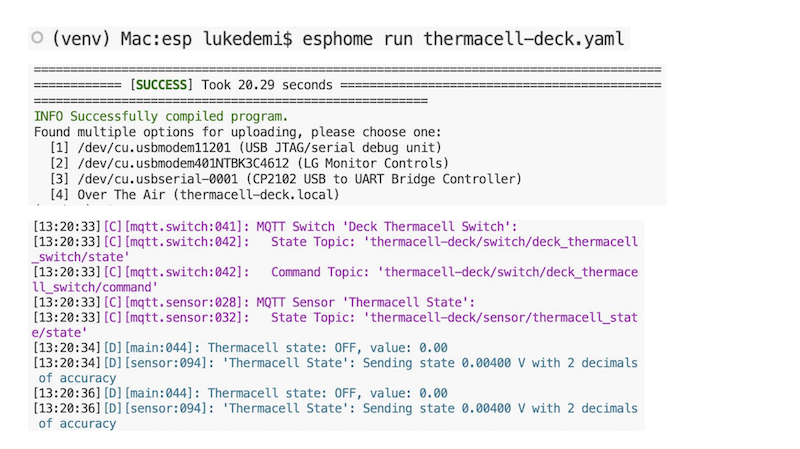 (venv) Mac:esp lukedemi$ esphome run thermacell-deck.yaml
=====================================================================================
============ [SUCCESS] Took 20.29 seconds ============================================
=====================================================
INFO Successfully compiled program.
Found multiple options for uploading, please choose one:
[1] /dev/cu.usbmodem11201 (USB JTAG/serial debug unit)
[2] /dev/cu.usbmodem401NTBK3C4612 (LG Monitor Controls)
[3] /dev/cu.usbserial-0001 (CP2102 USB to UART Bridge Controller)
[4] Over The Air (thermacell-deck.local)
[13:20:33][C][mqtt.switch:041]: MQTT Switch 'Deck Thermacell Switch':
[13:20:33][C][mqtt.switch:042]:   State Topic: 'thermacell-deck/switch/deck_thermacell
_switch/state'
[13:20:33][C][mqtt.switch:042]:   Command Topic: 'thermacell-deck/switch/deck_thermace
ll_switch/command'
[13:20:33][C][mqtt.sensor:028]: MQTT Sensor 'Thermacell State':
[13:20:33][C][mqtt.sensor:032]:   State Topic: 'thermacell-deck/sensor/thermacell_stat
e/state'
[13:20:34][D][main:044]: Thermacell state: OFF, value: 0.00
[13:20:34][D][sensor:094]: 'Thermacell State': Sending state 0.00400 V with 2 decimals
of accuracy
[13:20:36][D][main:044]: Thermacell state: OFF, value: 0.00
[13:20:36][D][sensor:094]: 'Thermacell State': Sending state 0.00400 V with 2 decimals
of accuracy